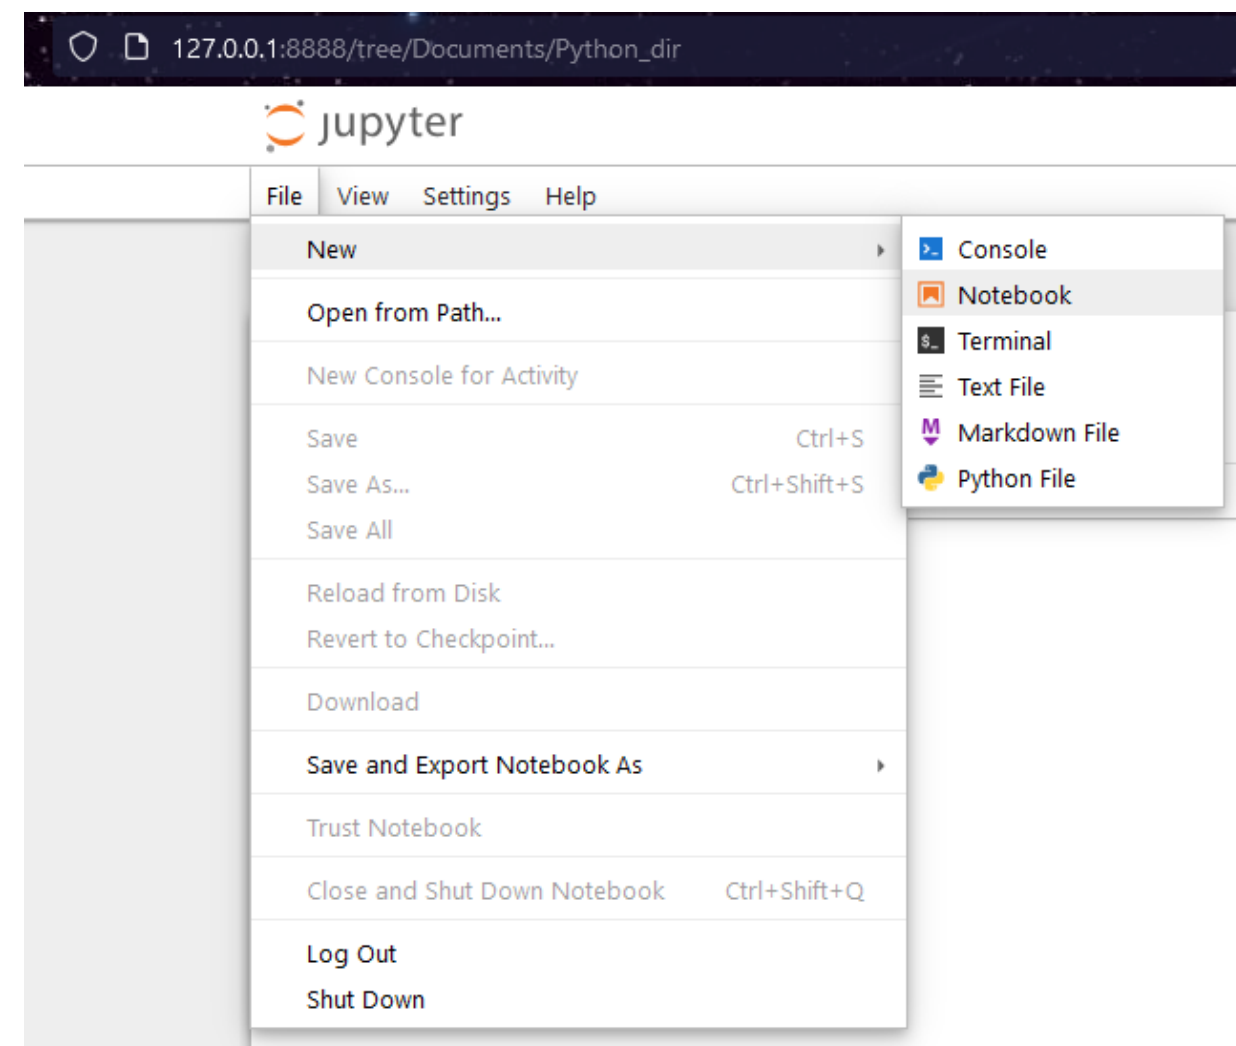 127.0.0.1:8888/tree/Documents/Python_dir
jupyter
File View Settings Help
New
Open from Path...
New Console for Activity
Save Ctrl+S
Save As... Ctrl+Shift+S
Save All
Reload from Disk
Revert to Checkpoint...
Download
Save and Export Notebook As
Trust Notebook
Close and Shut Down Notebook Ctrl+Shift+Q
Log Out
Shut Down
Console
Notebook
$_ Terminal
Text File
M Markdown File
Python File